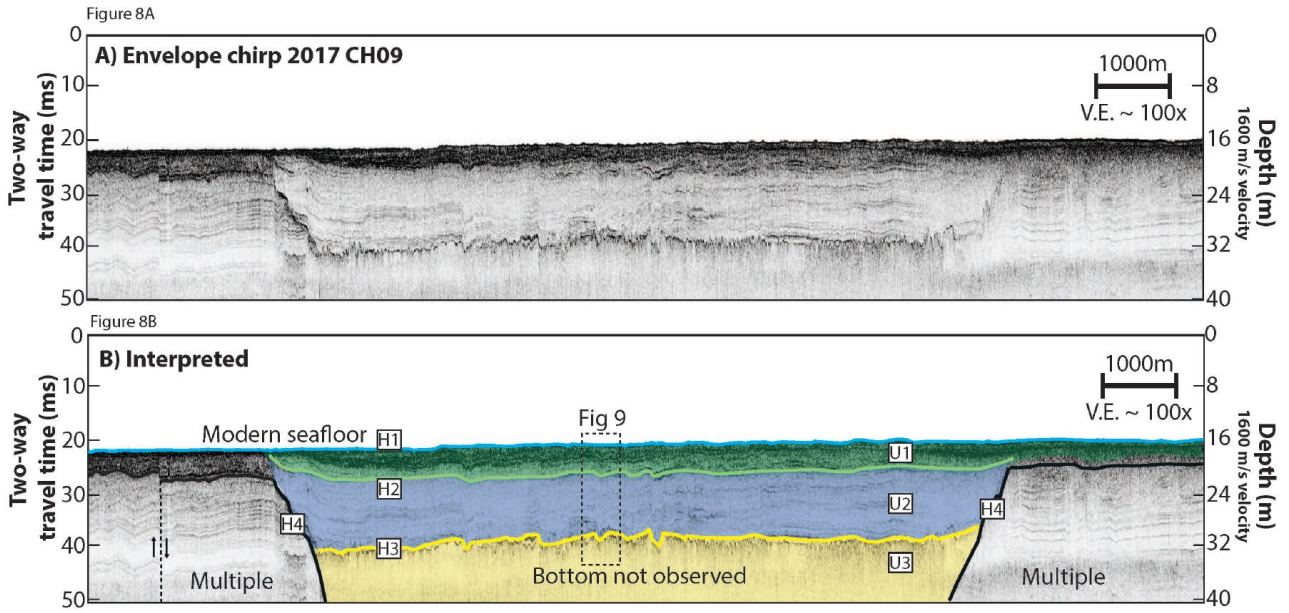 Figure 8A
A) Envelope chirp 2017 CH09
Two-way
travel time (ms)
0
10
20
30
40
50
1000m
V.E. ~ 100x
0
8
16
24
32
40
Depth (m)
1600 m/s velocity
Figure 8B
B) Interpreted
Two-way
travel time (ms)
0
10
20
30
40
50
1000m
V.E. ~ 100x
Fig 9
Modern seafloor
H1
U1
H2
U2
H4
H4
H3
U3
Multiple
Bottom not observed
Multiple
0
8
16
24
32
40
Depth (m)
1600 m/s velocity